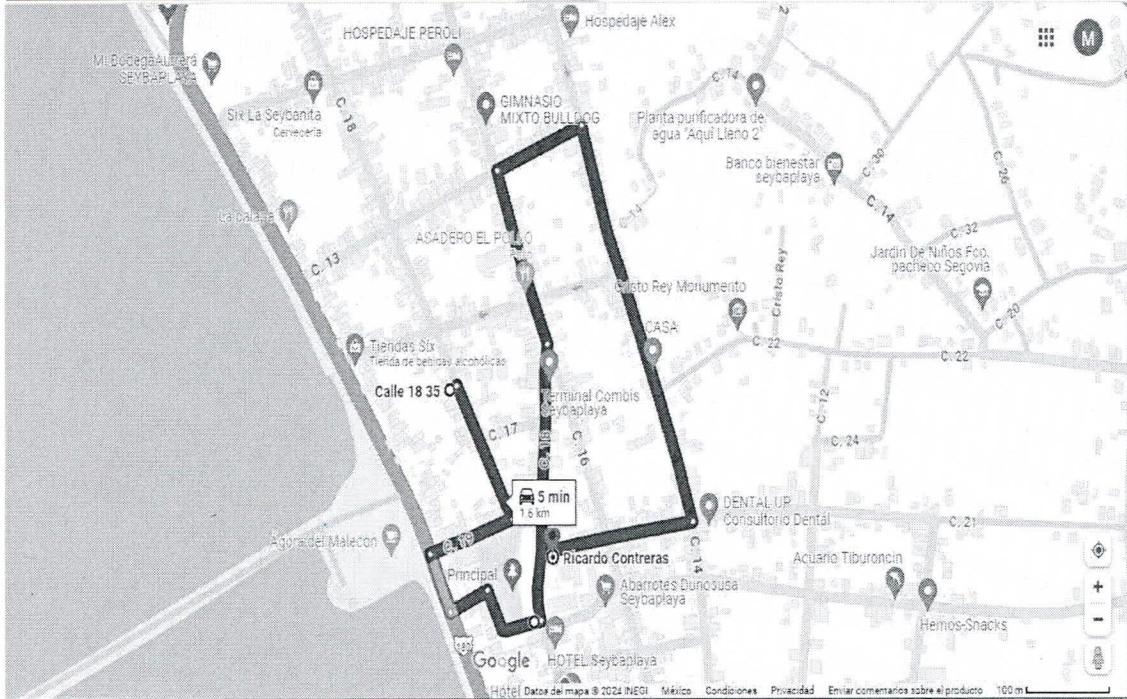 Hospedaje Alex
HOSPEDAJE PEROLI
M
Mi Bodega Aurrera
SEYBAPLAYA
C. 14
2
Six La Seybanita
Cervecería
C. 18
GIMNASIO
MIXTO BULLDOG
Planta purificadora de
agua "Aquí Lleno 2"
Banco bienestar
seybaplaya
C. 30
C. 26
C. 14
C. 14
La
C. 13
ASADERO EL POLLO
C. 32
Jardín De Niños Fco.
pacheco Segovia
Cristo Rey
Cristo Rey Monumento
C. 20
Tiendas Six
Tienda de bebidas alcohólicas
CASA
C. 22
C. 22
Calle 18 35
Terminal Combis
Seybaplaya
C. 12
C. 17
C. 18
C. 16
C. 24
5 min
1.6 km
DENTAL UP
Consultorio Dental
C. 21
Agora del Malecon
C. 19
Ricardo Contreras
C. 14
Principal
Abarrotes Dunosusa
Seybaplaya
Acuario Tiburoncin
Hemos-Snacks
180
Google
HOTEL Seybaplaya
Hotel
Datos del mapa © 2024 INEGI México Condiciones Privacidad Enviar comentarios sobre el producto 100 m